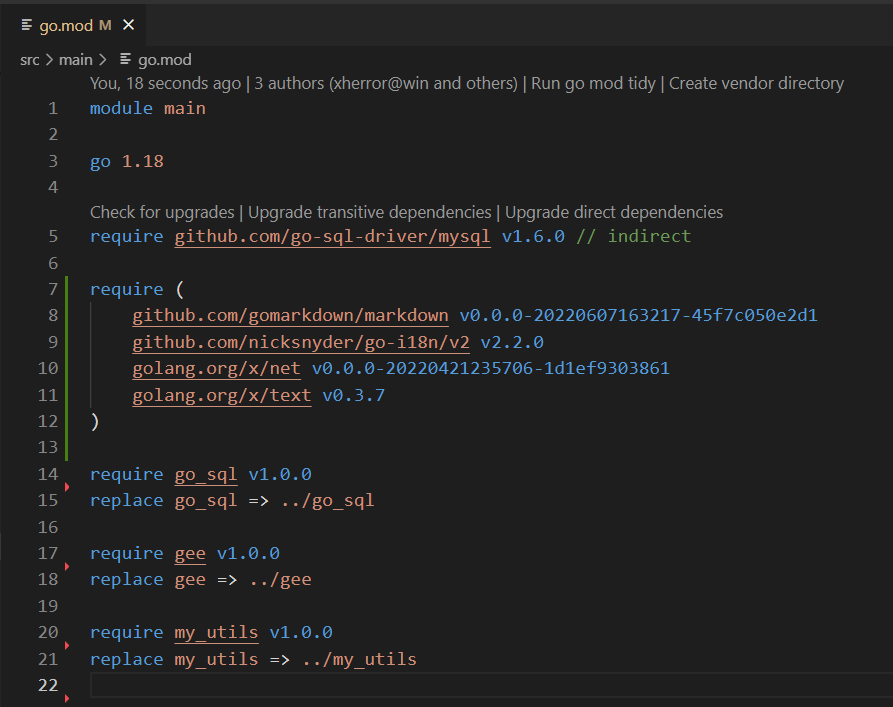 go.mod M
src > main > go.mod
You, 18 seconds ago | 3 authors (xherror@win and others) | Run go mod tidy | Create vendor directory
1 module main
2
3 go 1.18
4
Check for upgrades | Upgrade transitive dependencies | Upgrade direct dependencies
5 require github.com/go-sql-driver/mysql v1.6.0 // indirect
6
7 require (
8 github.com/gomarkdown/markdown v0.0.0-20220607163217-45f7c050e2d1
9 github.com/nicksnyder/go-i18n/v2 v2.2.0
10 golang.org/x/net v0.0.0-20220421235706-1d1ef9303861
11 golang.org/x/text v0.3.7
12 )
13
14 require go_sql v1.0.0
15 replace go_sql => ../go_sql
16
17 require gee v1.0.0
18 replace gee => ../gee
19
20 require my_utils v1.0.0
21 replace my_utils => ../my_utils
22